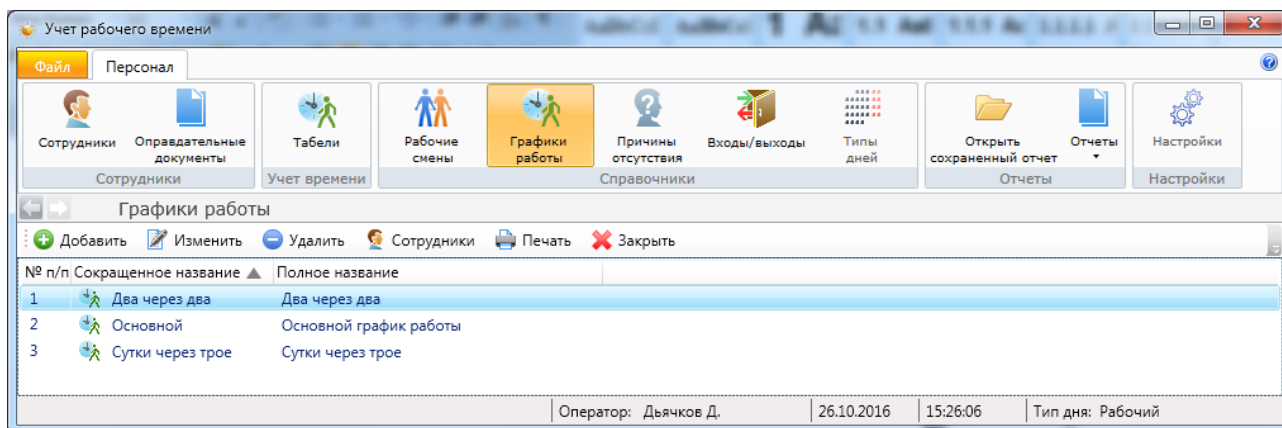 Учет рабочего времени
Файл Персонал
Сотрудники Оправдательные документы Табели Рабочие смены Графики работы Причины отсутствия Входы/выходы Типы дней Открыть сохраненный отчет Отчеты Настройки
Сотрудники Учет времени Справочники Отчеты Настройки
Графики работы
Добавить Изменить Удалить Сотрудники Печать Закрыть
№ п/п Сокращенное название Полное название
1 Два через два Два через два
2 Основной Основной график работы
3 Сутки через трое Сутки через трое
Оператор: Дьячков Д. 26.10.2016 15:26:06 Тип дня: Рабочий